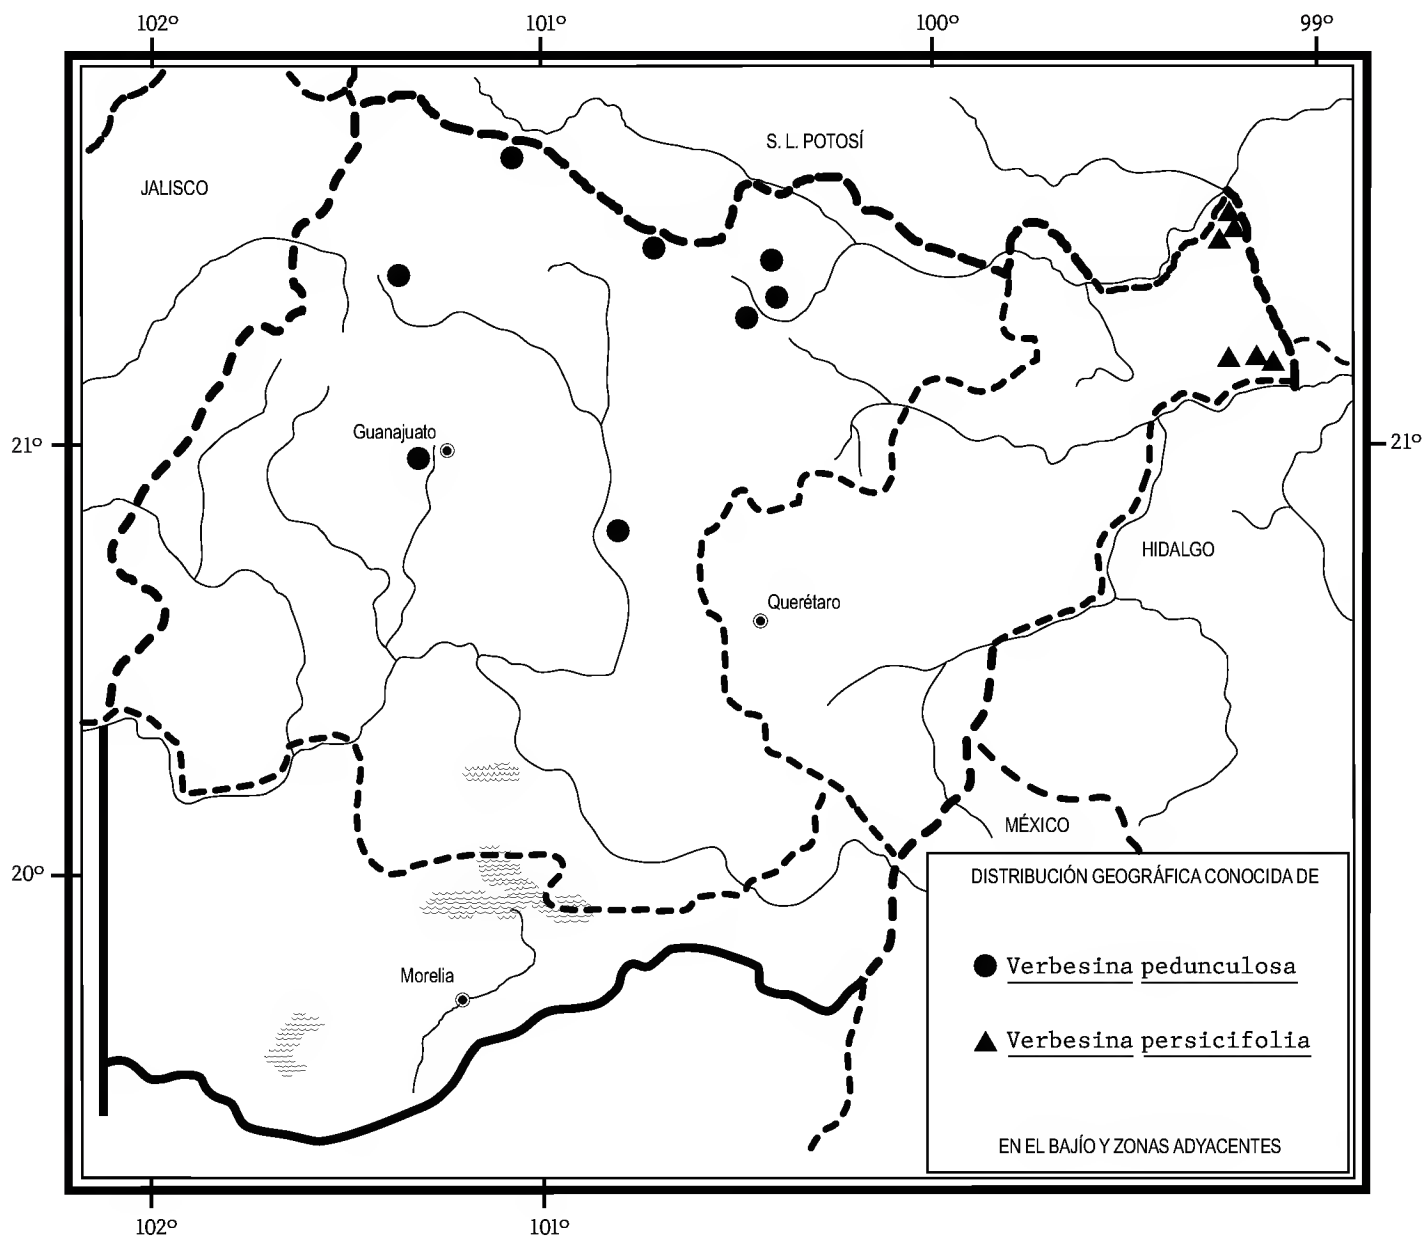 102º 101º 100º 99º
S. L. POTOSÍ
JALISCO
Guanajuato
21º 21º
HIDALGO
Querétaro
MÉXICO
20º
DISTRIBUCIÓN GEOGRÁFICA CONOCIDA DE
Verbesina pedunculosa
Morelia
Verbesina persicifolia
EN EL BAJÍO Y ZONAS ADYACENTES
102º 101º